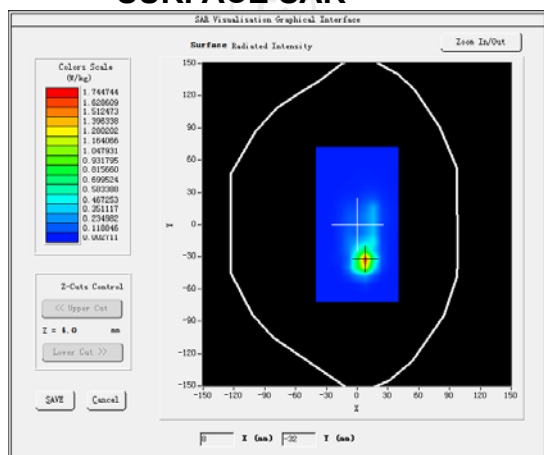 SURFACE SAR
SAR Visualisation Graphical Interface
Surface Radiated Intensity
Zoom In/Out
Colors Scale
(W/kg)
1.744744
1.628609
1.512473
1.396338
1.280202
1.164066
1.047931
0.931795
0.815660
0.699524
0.583388
0.467253
0.351117
0.234982
0.118846
0.002711
Z-Cuts Control
<< Upper Cut
Z = 4.0 mm
Lower Cut >>
SAVE Cancel
150
120
90
60
30
0
-30
-60
-90
-120
-150
Y
-150 -120 -90 -60 -30 0 30 60 90 120 150
X
8 X (mm) -32 Y (mm)